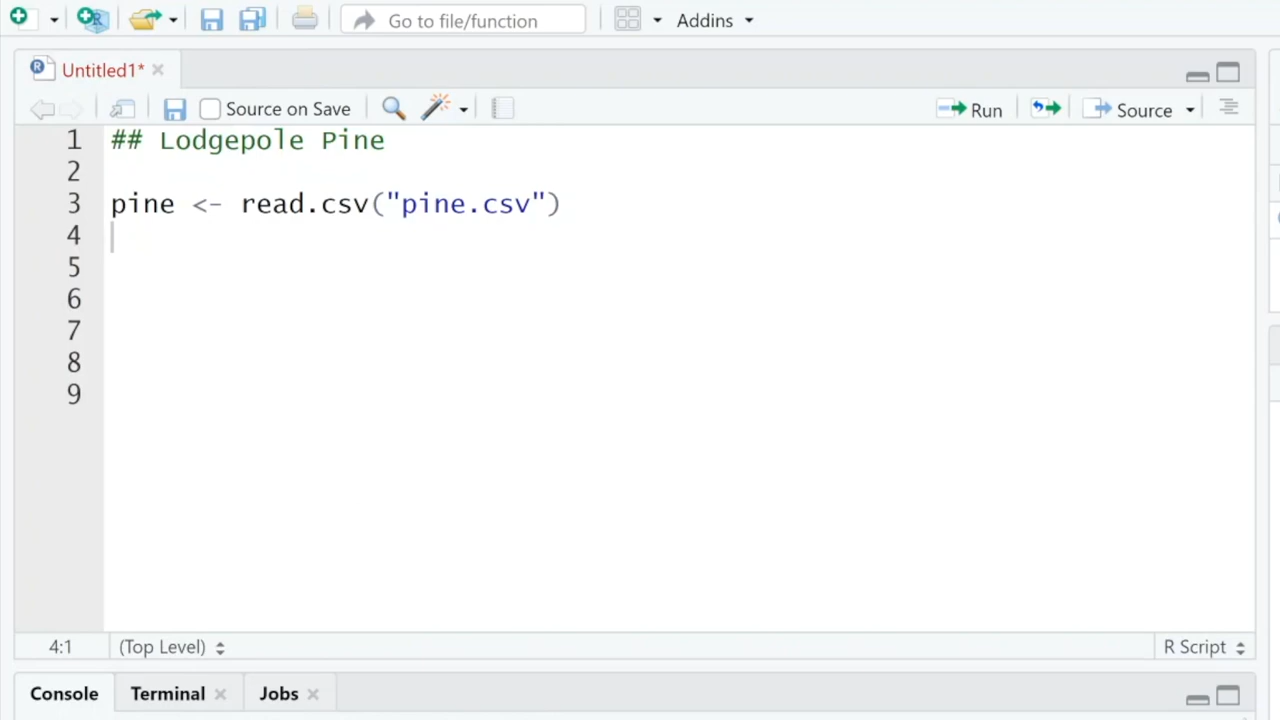 Go to file/function
Addins
Untitled1*
Source on Save
Run
Source
1 ## Lodgepole Pine
2
3 pine <- read.csv("pine.csv")
4
5
6
7
8
9
4:1
(Top Level)
R Script
Console
Terminal
Jobs